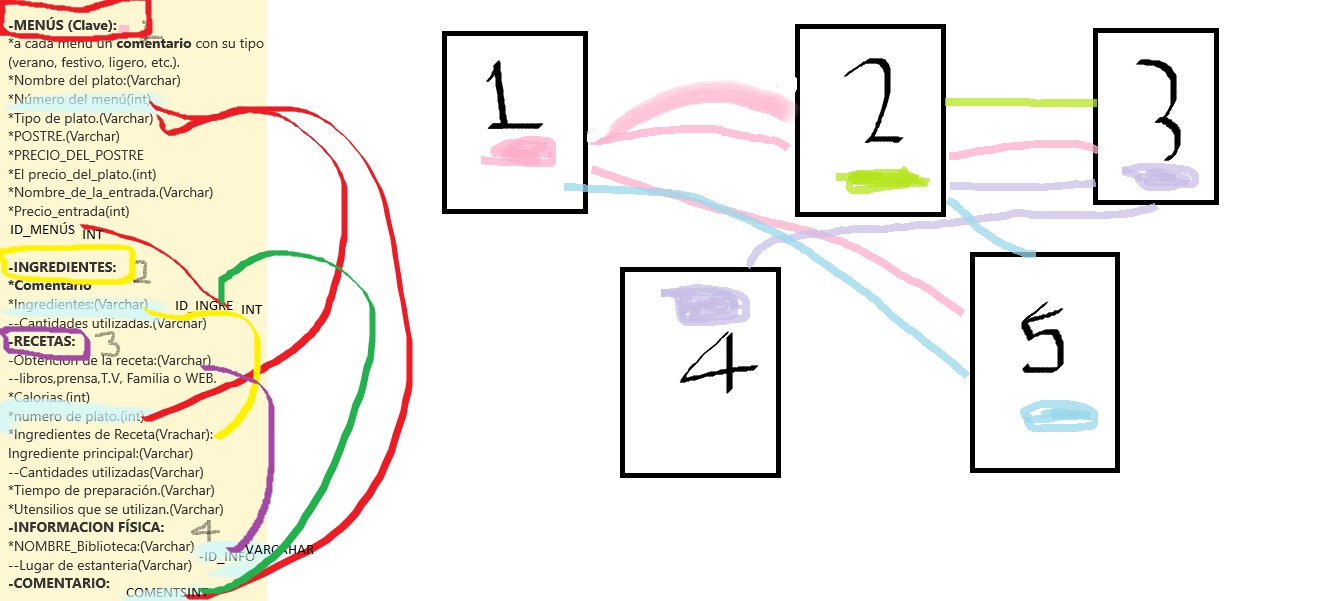 -MENÚS (Clave): 1
*a cada menú un comentario con su tipo
(verano, festivo, ligero, etc.).
*Nombre del plato:(Varchar)
*Número del menú(int)
*Tipo de plato.(Varchar)
*POSTRE.(Varchar)
*PRECIO_DEL_POSTRE
*El precio_del_plato.(int)
*Nombre_de_la_entrada.(Varchar)
*Precio_entrada(int)
ID_MENÚS INT
-INGREDIENTES: 2
*Comentario
*Ingredientes:(Varchar) ID_INGRE INT
--Cantidades utilizadas.(Varchar)
-RECETAS: 3
-Obtención de la receta:(Varchar)
--libros,prensa,T.V, Familia o WEB.
*Calorias.(int)
*numero de plato.(int)
*Ingredientes de Receta(Vrachar):
Ingrediente principal:(Varchar)
--Cantidades utilizadas(Varchar)
*Tiempo de preparación.(Varchar)
*Utensilios que se utilizan.(Varchar)
-INFORMACION FÍSICA: 4
*NOMBRE_Biblioteca:(Varchar)
-ID_INFO VARCAHAR
--Lugar de estanteria(Varchar)
-COMENTARIO:
COMENTSINT
1
2
3
4
5